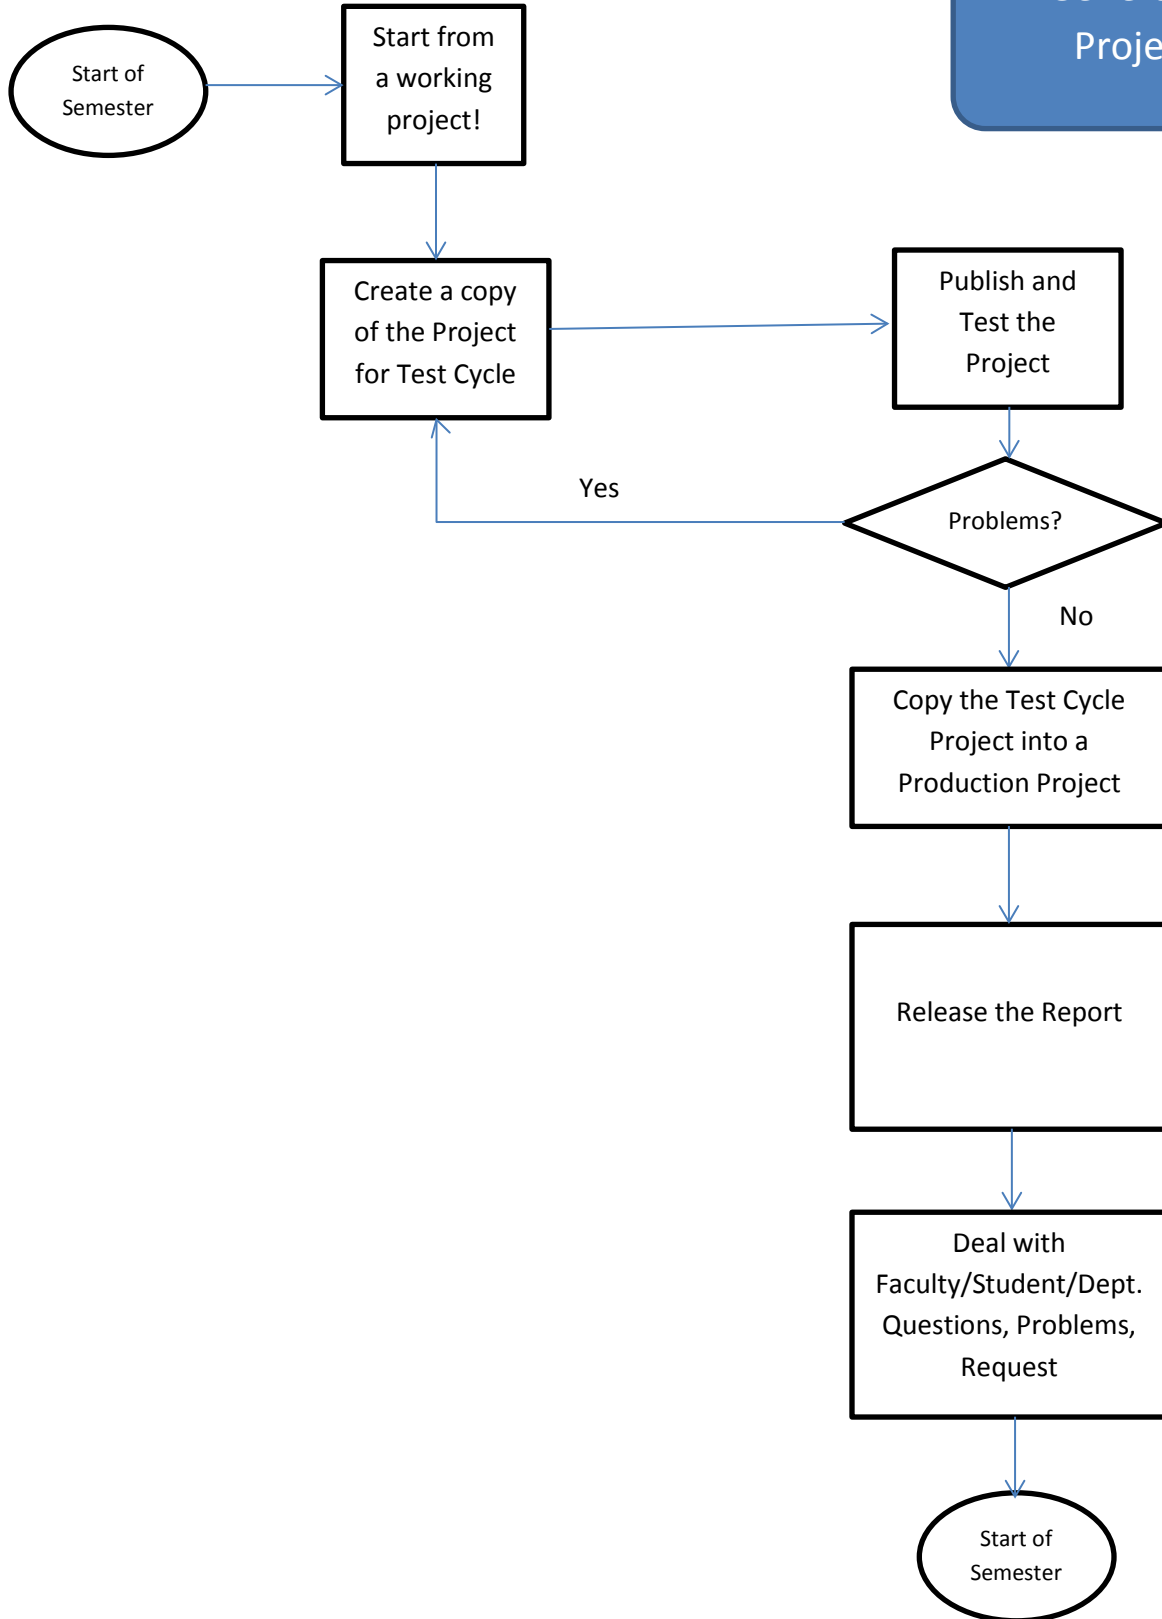 Start of
Semester
Start from
a working
project!
Create a copy
of the Project
for Test Cycle
Publish and
Test the
Project
Yes
Problems?
No
Copy the Test Cycle
Project into a
Production Project
Release the Report
Deal with
Faculty/Student/Dept.
Questions, Problems,
Request
Start of
Semester